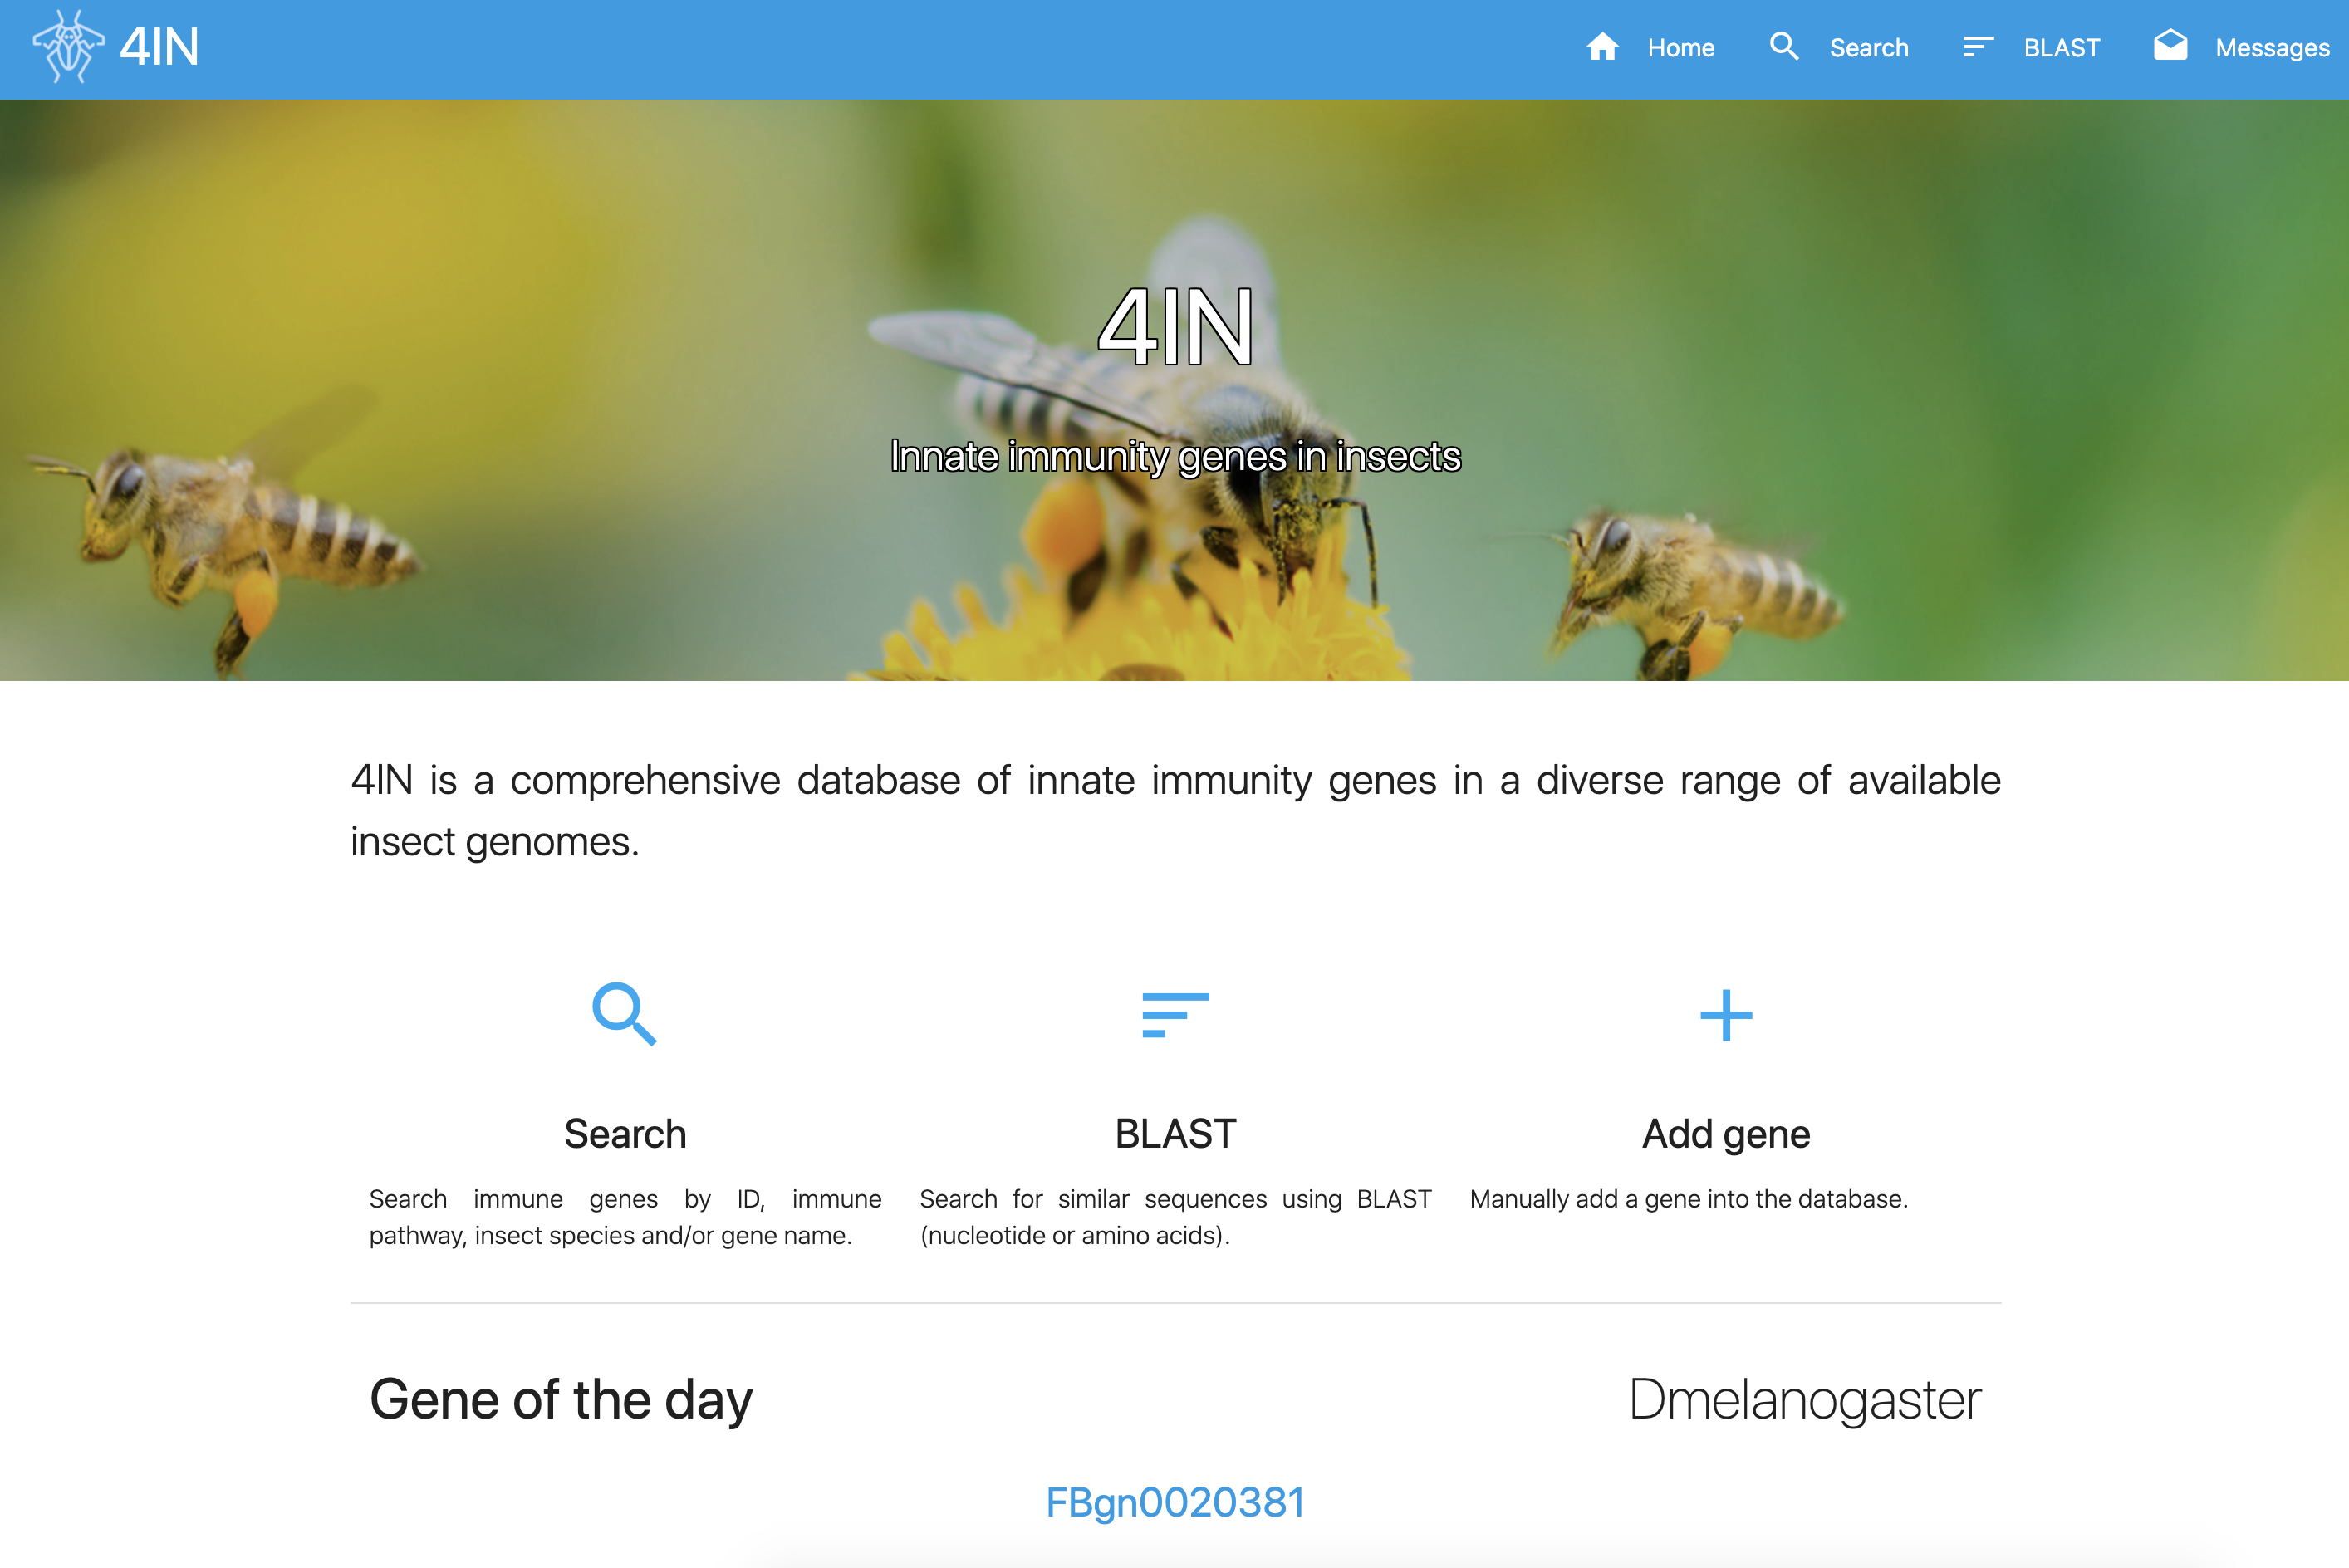 4IN
Home
Search
BLAST
Messages
4IN
Innate immunity genes in insects
4IN is a comprehensive database of innate immunity genes in a diverse range of available
insect genomes.
Search
Search immune genes by ID, immune
pathway, insect species and/or gene name.
BLAST
Search for similar sequences using BLAST
(nucleotide or amino acids).
Add gene
Manually add a gene into the database.
Gene of the day
Dmelanogaster
FBgn0020381